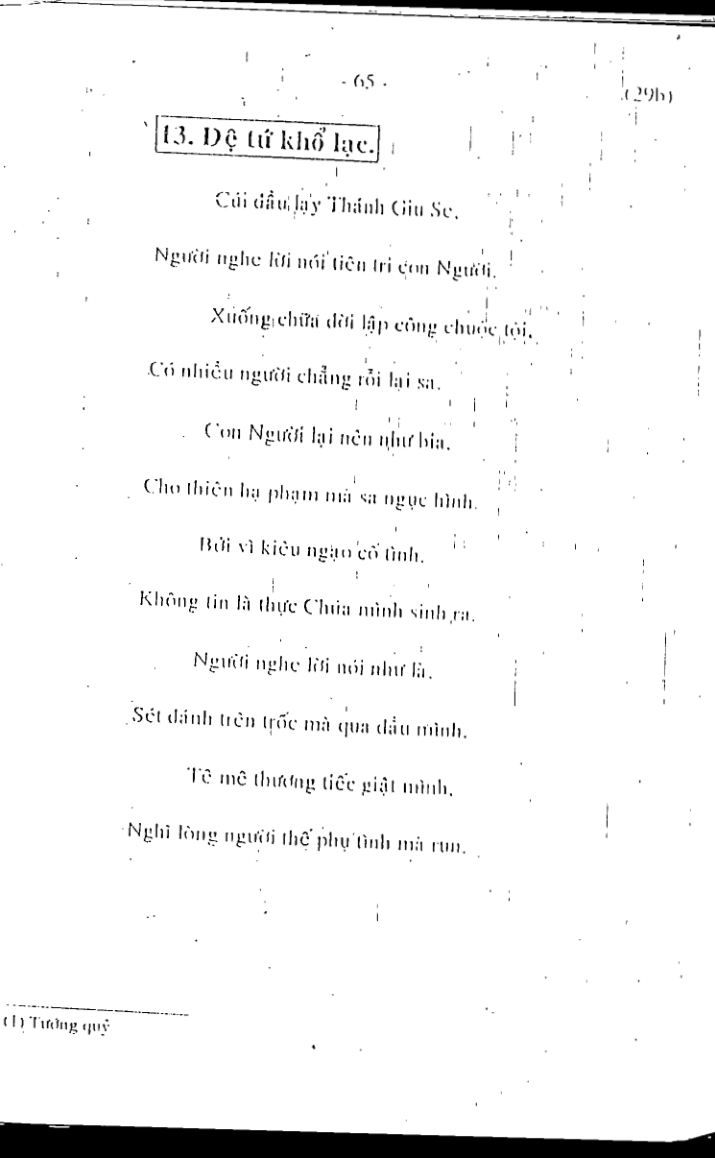 - 65 -
(29b)
13. Dệ tứ khổ lạc.
Cúi đầu lạy Thánh Giu Se,
Người nghe lời nói tiên tri con Người.
Xuống chữa đời lập công chuộc tội,
Có nhiều người chẳng rỗi lại sa.
Con Người lại nên như bia,
Cho thiên hạ phạm mà sa ngục hình.
Bởi vì kiêu ngạo cố tình,
Không tin là thực Chúa mình sinh ra.
Người nghe lời nói như là,
Sét đánh trên trốc mà qua đầu mình.
Tê mê thương tiếc giật mình,
Nghĩ lòng người thế phụ tình mà run.
(1) Tướng quỷ